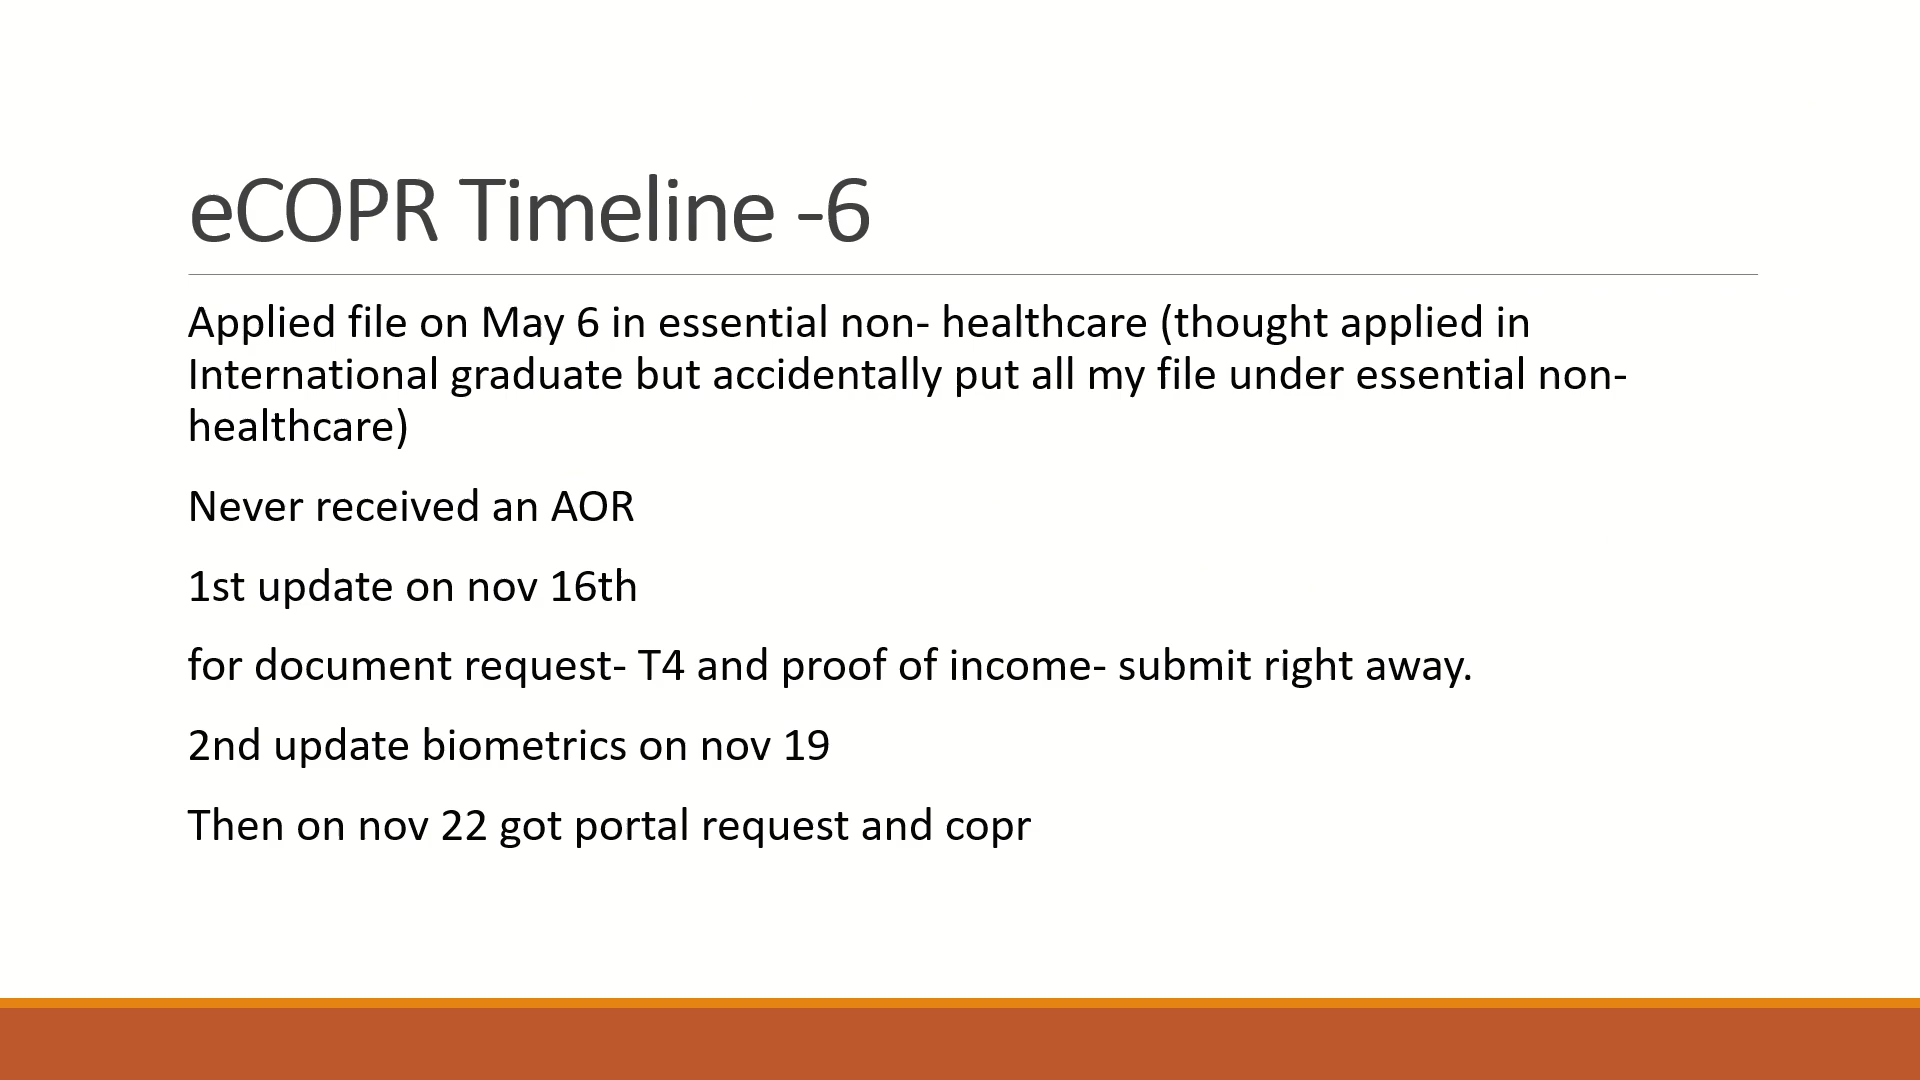 eCOPR Timeline -6
Applied file on May 6 in essential non- healthcare (thought applied in
International graduate but accidentally put all my file under essential non-
healthcare)
Never received an AOR
1st update on nov 16th
for document request- T4 and proof of income- submit right away.
2nd update biometrics on nov 19
Then on nov 22 got portal request and copr